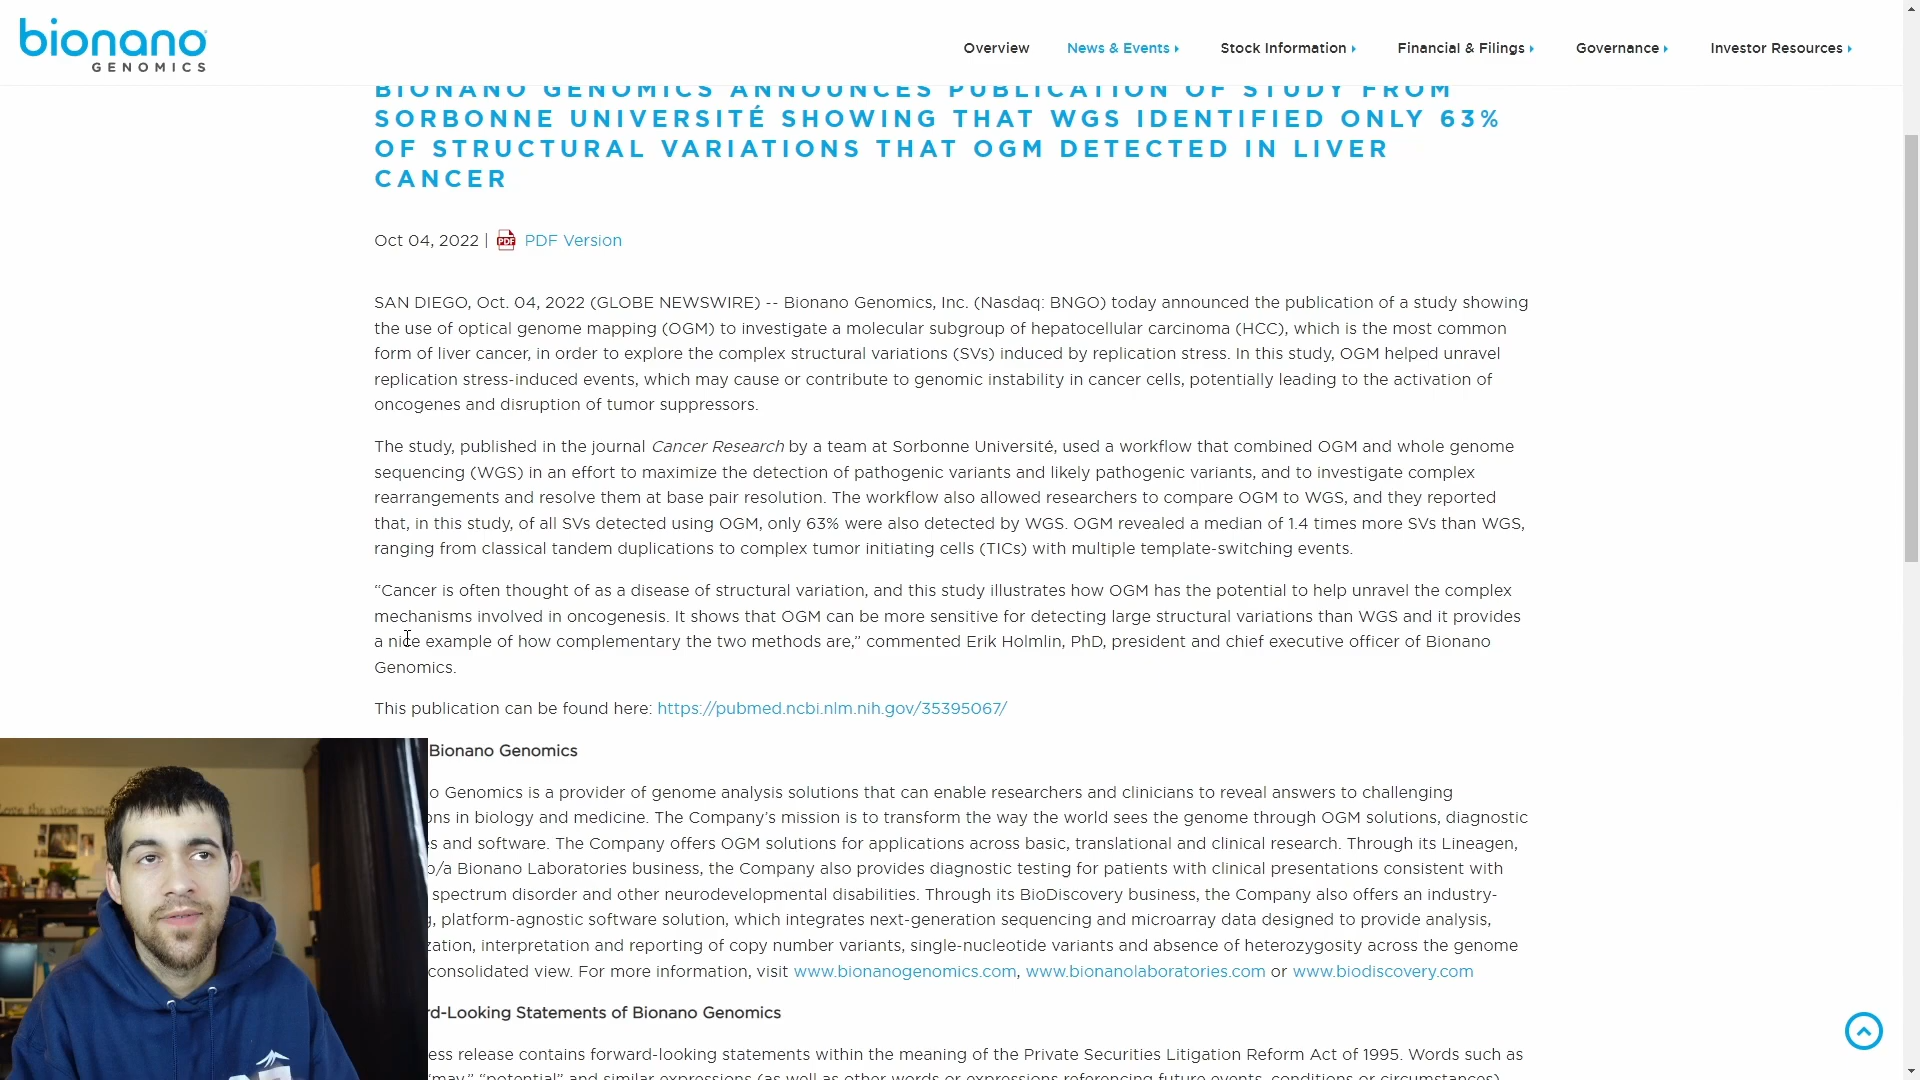 bionano
GENOMICS
Overview News & Events Stock Information Financial & Filings Governance Investor Resources
BIONANO GENOMICS ANNOUNCES PUBLICATION OF STUDY FROM
SORBONNE UNIVERSITÉ SHOWING THAT WGS IDENTIFIED ONLY 63%
OF STRUCTURAL VARIATIONS THAT OGM DETECTED IN LIVER
CANCER
Oct 04, 2022 | PDF PDF Version
SAN DIEGO, Oct. 04, 2022 (GLOBE NEWSWIRE) -- Bionano Genomics, Inc. (Nasdaq: BNGO) today announced the publication of a study showing
the use of optical genome mapping (OGM) to investigate a molecular subgroup of hepatocellular carcinoma (HCC), which is the most common
form of liver cancer, in order to explore the complex structural variations (SVs) induced by replication stress. In this study, OGM helped unravel
replication stress-induced events, which may cause or contribute to genomic instability in cancer cells, potentially leading to the activation of
oncogenes and disruption of tumor suppressors.
The study, published in the journal Cancer Research by a team at Sorbonne Université, used a workflow that combined OGM and whole genome
sequencing (WGS) in an effort to maximize the detection of pathogenic variants and likely pathogenic variants, and to investigate complex
rearrangements and resolve them at base pair resolution. The workflow also allowed researchers to compare OGM to WGS, and they reported
that, in this study, of all SVs detected using OGM, only 63% were also detected by WGS. OGM revealed a median of 1.4 times more SVs than WGS,
ranging from classical tandem duplications to complex tumor initiating cells (TICs) with multiple template-switching events.
“Cancer is often thought of as a disease of structural variation, and this study illustrates how OGM has the potential to help unravel the complex
mechanisms involved in oncogenesis. It shows that OGM can be more sensitive for detecting large structural variations than WGS and it provides
a nice example of how complementary the two methods are,” commented Erik Holmlin, PhD, president and chief executive officer of Bionano
Genomics.
This publication can be found here: https://pubmed.ncbi.nlm.nih.gov/35395067/
Bionano Genomics
o Genomics is a provider of genome analysis solutions that can enable researchers and clinicians to reveal answers to challenging
ons in biology and medicine. The Company’s mission is to transform the way the world sees the genome through OGM solutions, diagnostic
s and software. The Company offers OGM solutions for applications across basic, translational and clinical research. Through its Lineagen,
b/a Bionano Laboratories business, the Company also provides diagnostic testing for patients with clinical presentations consistent with
spectrum disorder and other neurodevelopmental disabilities. Through its BioDiscovery business, the Company also offers an industry-
g, platform-agnostic software solution, which integrates next-generation sequencing and microarray data designed to provide analysis,
zation, interpretation and reporting of copy number variants, single-nucleotide variants and absence of heterozygosity across the genome
consolidated view. For more information, visit www.bionanogenomics.com, www.bionanolaboratories.com or www.biodiscovery.com
rd-Looking Statements of Bionano Genomics
ess release contains forward-looking statements within the meaning of the Private Securities Litigation Reform Act of 1995. Words such as
“may,” “potential” and similar expressions (as well as other words or expressions referencing future events, conditions or circumstances)